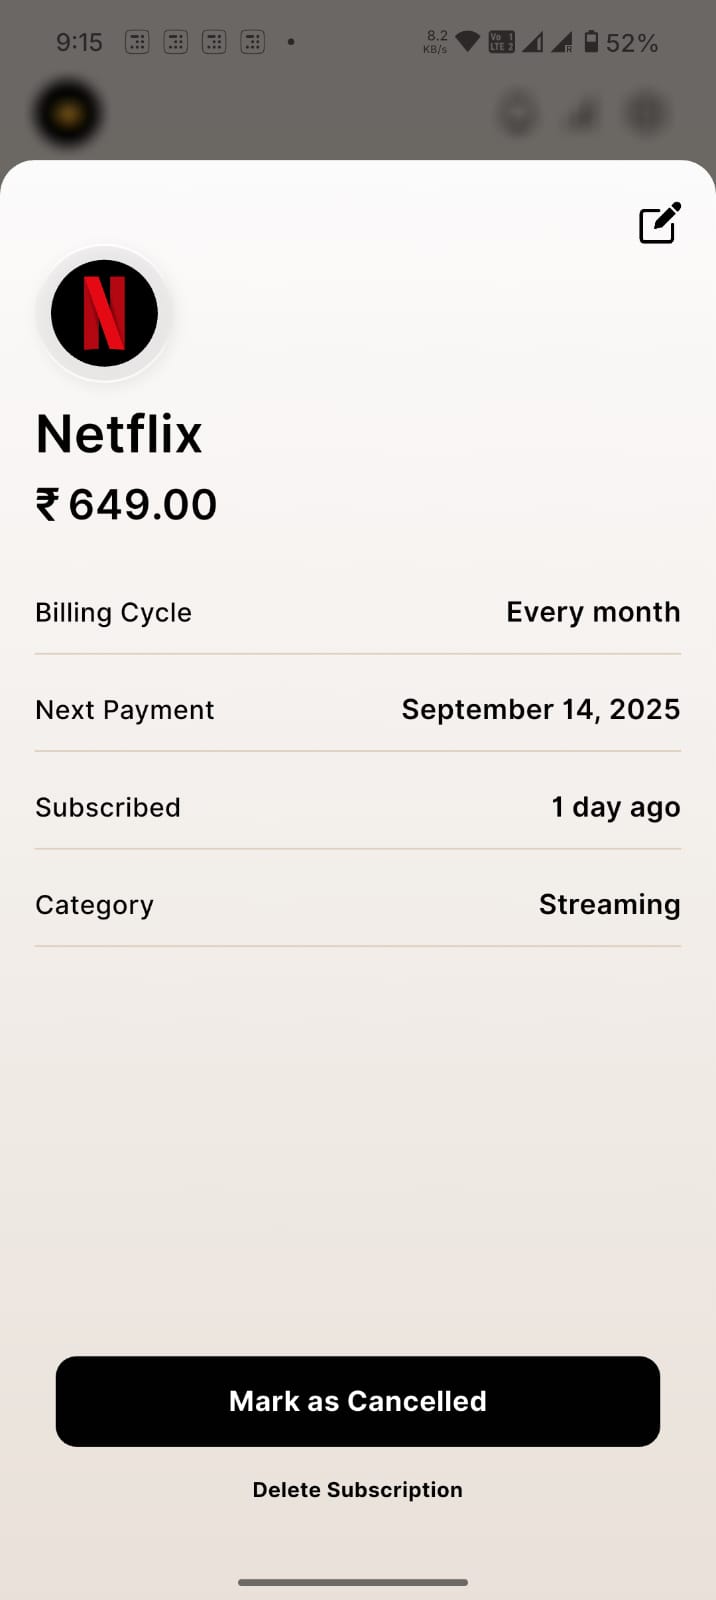 9:15 8.2 KB/s Vo 1 LTE 2 R 52%
N
Netflix
₹ 649.00
Billing Cycle Every month
Next Payment September 14, 2025
Subscribed 1 day ago
Category Streaming
Mark as Cancelled
Delete Subscription